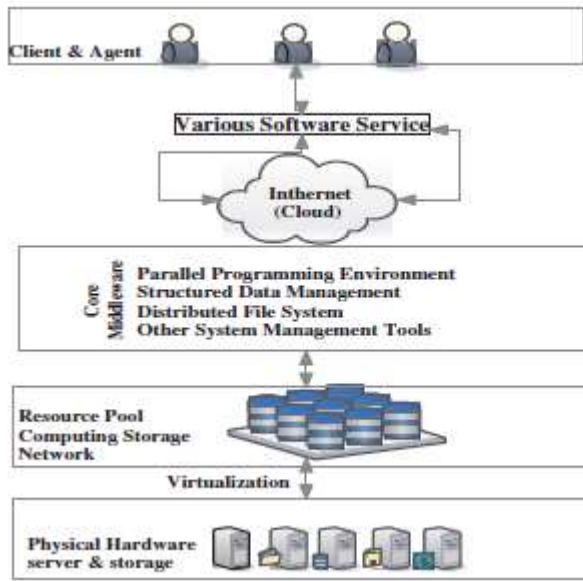 Client & Agent
Various Software Service
Inthernet
(Cloud)
Core
Middleware
Parallel Programming Environment
Structured Data Management
Distributed File System
Other System Management Tools
Resource Pool
Computing Storage
Network
Virtualization
Physical Hardware
server & storage